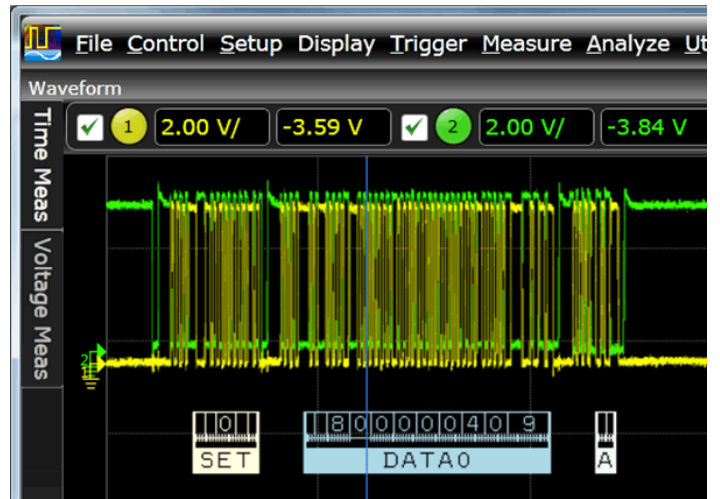 File Control Setup Display Trigger Measure Analyze Ut
Waveform
Time Meas
Voltage Meas
1 2.00 V/ -3.59 V 2 2.00 V/ -3.84 V
2
0
8 0 0 0 0 0 4 0 9
SET
DATA0
A